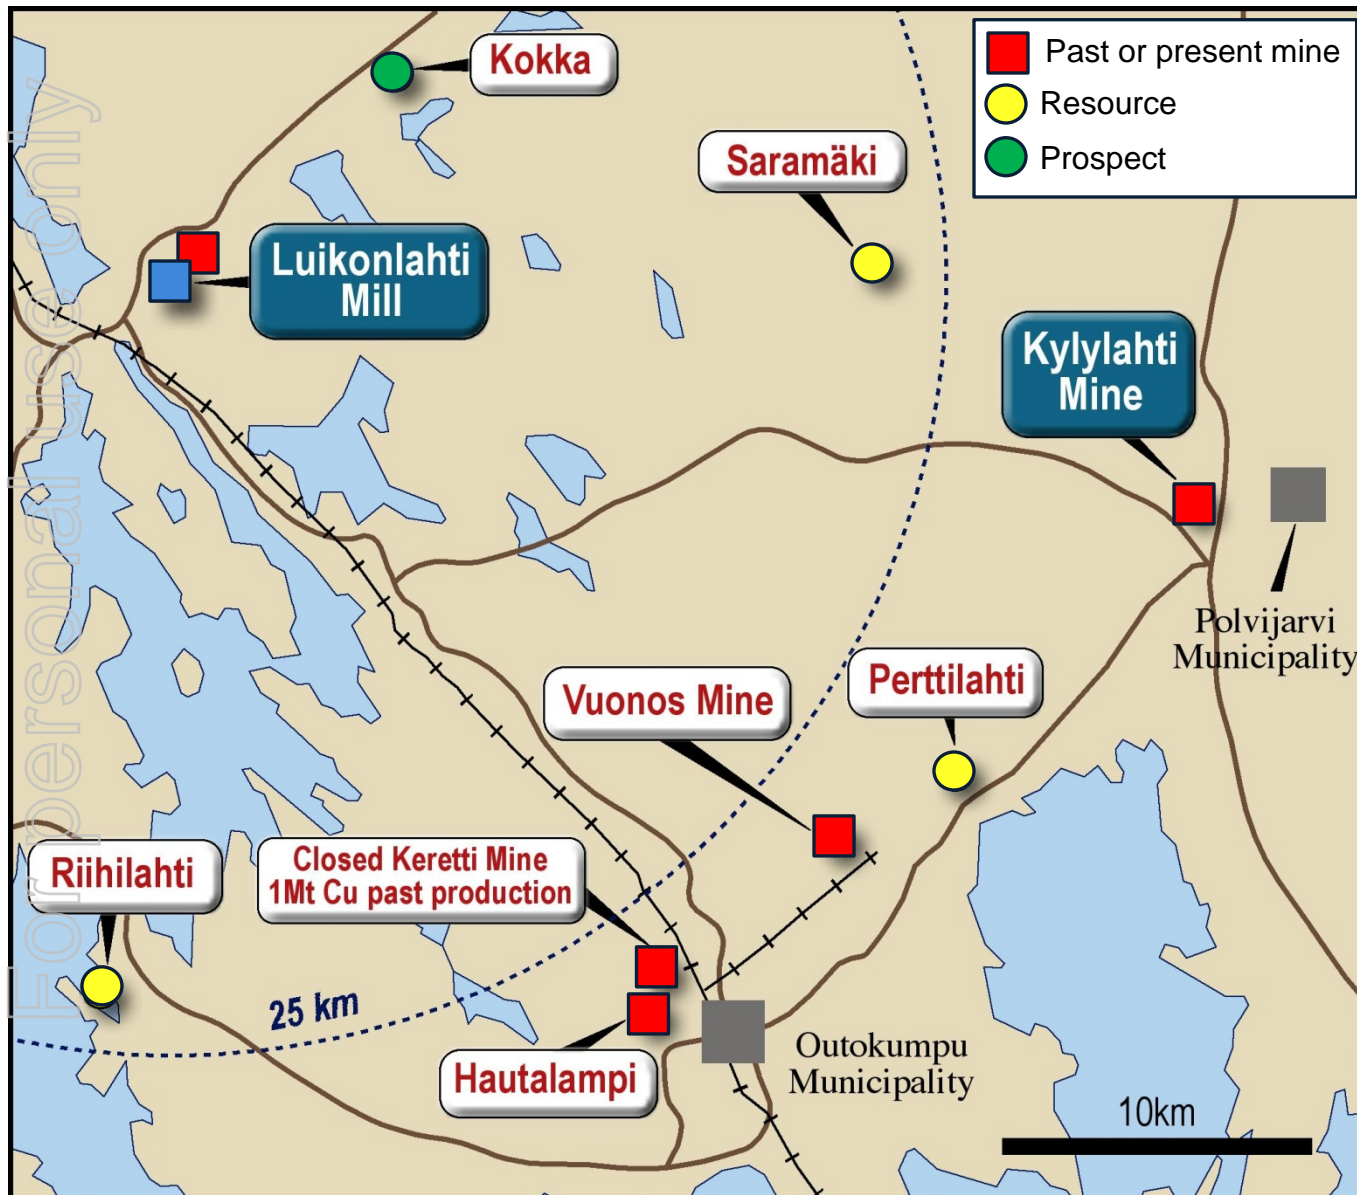 For personal use only
Kokka
Past or present mine
Resource
Prospect
Saramäki
Luikonlahti
Mill
Kylylahti
Mine
Polvijarvi
Municipality
Perttilahti
Vuonos Mine
Closed Keretti Mine
1Mt Cu past production
Riihilahti
25 km
Hautalampi
Outokumpu
Municipality
10km